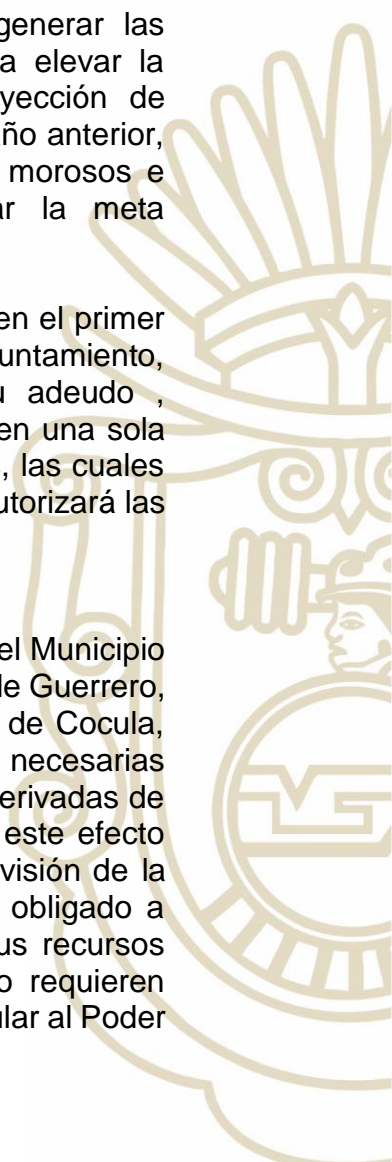 generar las
a elevar la
yección de
ño anterior,
morosos e
ar la meta
en el primer
yuntamiento,
u adeudo ,
en una sola
, las cuales
utorizará las
el Municipio
de Guerrero,
de Cocula,
necesarias
erivadas de
este efecto
visión de la
obligado a
us recursos
o requieren
ular al Poder